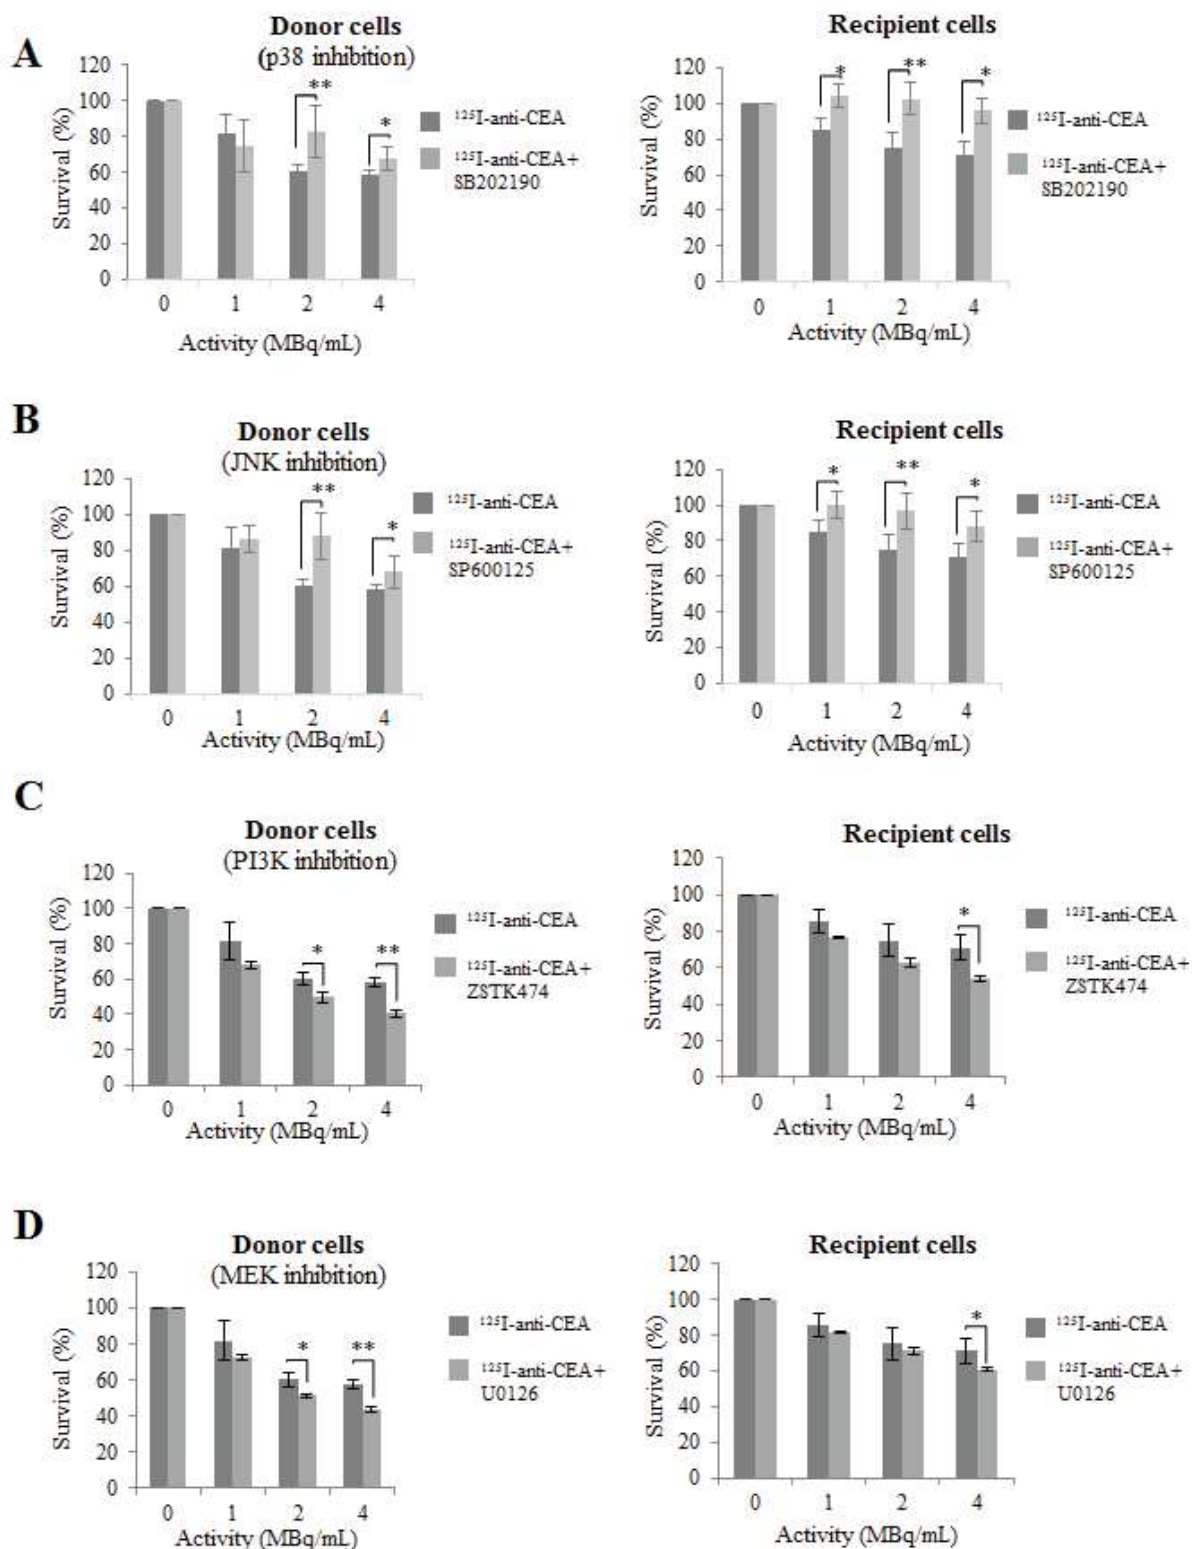 A
Donor cells
(p38 inhibition)
120
100
80
60
40
20
0
Survival (%)
**
*
0 1 2 4
Activity (MBq/mL)
¹²⁵I-anti-CEA
¹²⁵I-anti-CEA+
SB202190
Recipient cells
120
100
80
60
40
20
0
Survival (%)
*
**
*
0 1 2 4
Activity (MBq/mL)
¹²⁵I-anti-CEA
¹²⁵I-anti-CEA+
SB202190
B
Donor cells
(JNK inhibition)
120
100
80
60
40
20
0
Survival (%)
**
*
0 1 2 4
Activity (MBq/mL)
¹²⁵I-anti-CEA
¹²⁵I-anti-CEA+
SP600125
Recipient cells
120
100
80
60
40
20
0
Survival (%)
*
**
*
0 1 2 4
Activity (MBq/mL)
¹²⁵I-anti-CEA
¹²⁵I-anti-CEA+
SP600125
C
Donor cells
(PI3K inhibition)
120
100
80
60
40
20
0
Survival (%)
*
**
0 1 2 4
Activity (MBq/mL)
¹²⁵I-anti-CEA
¹²⁵I-anti-CEA+
ZSTK474
Recipient cells
120
100
80
60
40
20
0
Survival (%)
*
0 1 2 4
Activity (MBq/mL)
¹²⁵I-anti-CEA
¹²⁵I-anti-CEA+
ZSTK474
D
Donor cells
(MEK inhibition)
120
100
80
60
40
20
0
Survival (%)
*
**
0 1 2 4
Activity (MBq/mL)
¹²⁵I-anti-CEA
¹²⁵I-anti-CEA+
U0126
Recipient cells
120
100
80
60
40
20
0
Survival (%)
*
0 1 2 4
Activity (MBq/mL)
¹²⁵I-anti-CEA
¹²⁵I-anti-CEA+
U0126